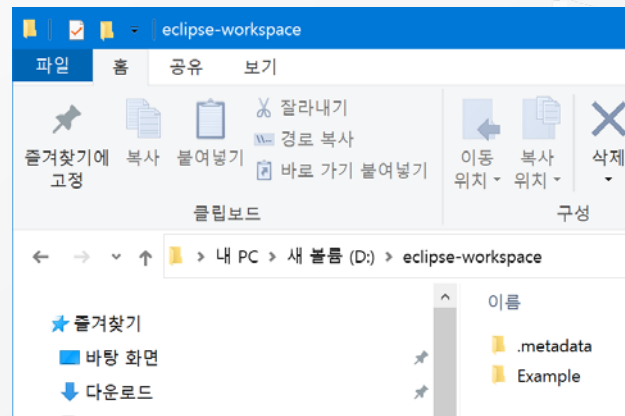 eclipse-workspace
파일 홈 공유 보기
즐겨찾기에 고정
복사
붙여넣기
잘라내기
경로 복사
바로 가기 붙여넣기
이동 위치
복사 위치
삭제
클립보드
구성
내 PC > 새 볼륨 (D:) > eclipse-workspace
즐겨찾기
바탕 화면
다운로드
이름
.metadata
Example